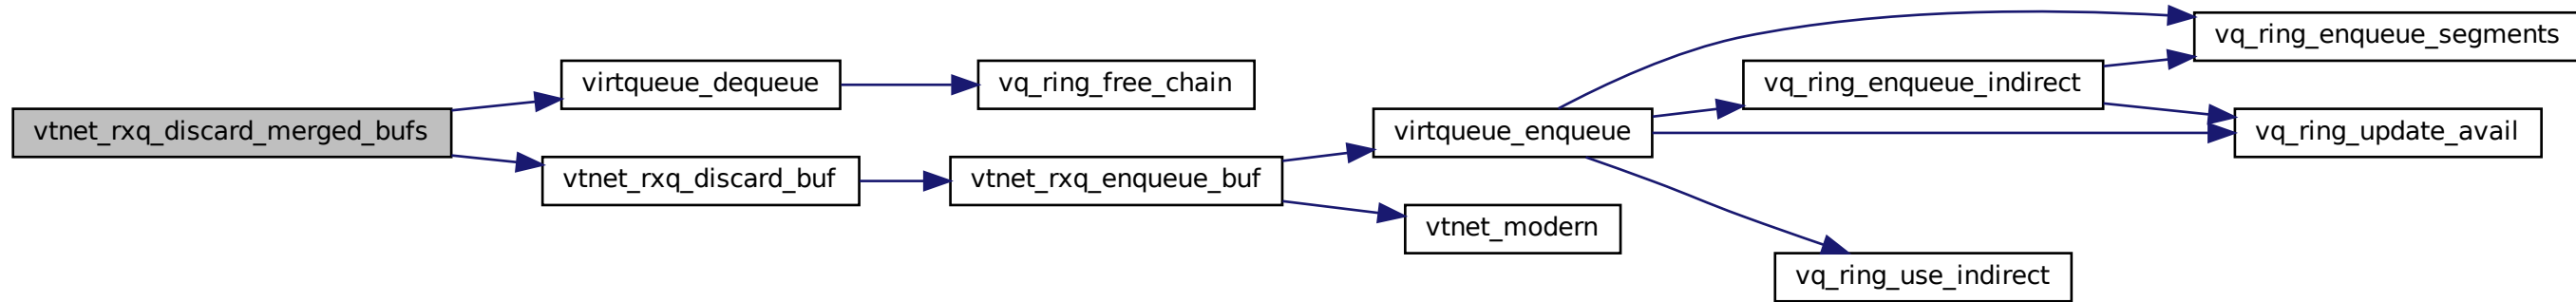 vtnet_rxq_discard_merged_bufs
virtqueue_dequeue
vtnet_rxq_discard_buf
vq_ring_free_chain
vtnet_rxq_enqueue_buf
virtqueue_enqueue
vtnet_modern
vq_ring_enqueue_indirect
vq_ring_use_indirect
vq_ring_enqueue_segments
vq_ring_update_avail